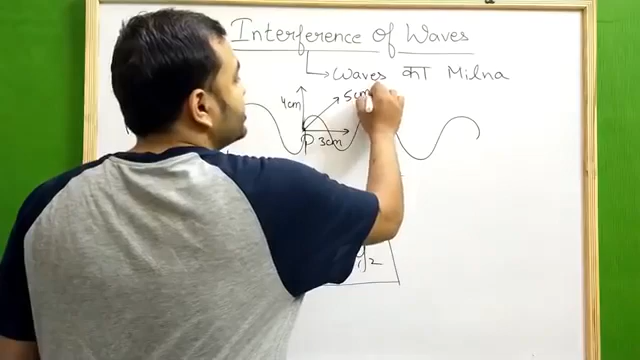 Interference of Waves
Waves का Milna
5cm
4cm
P 3cm